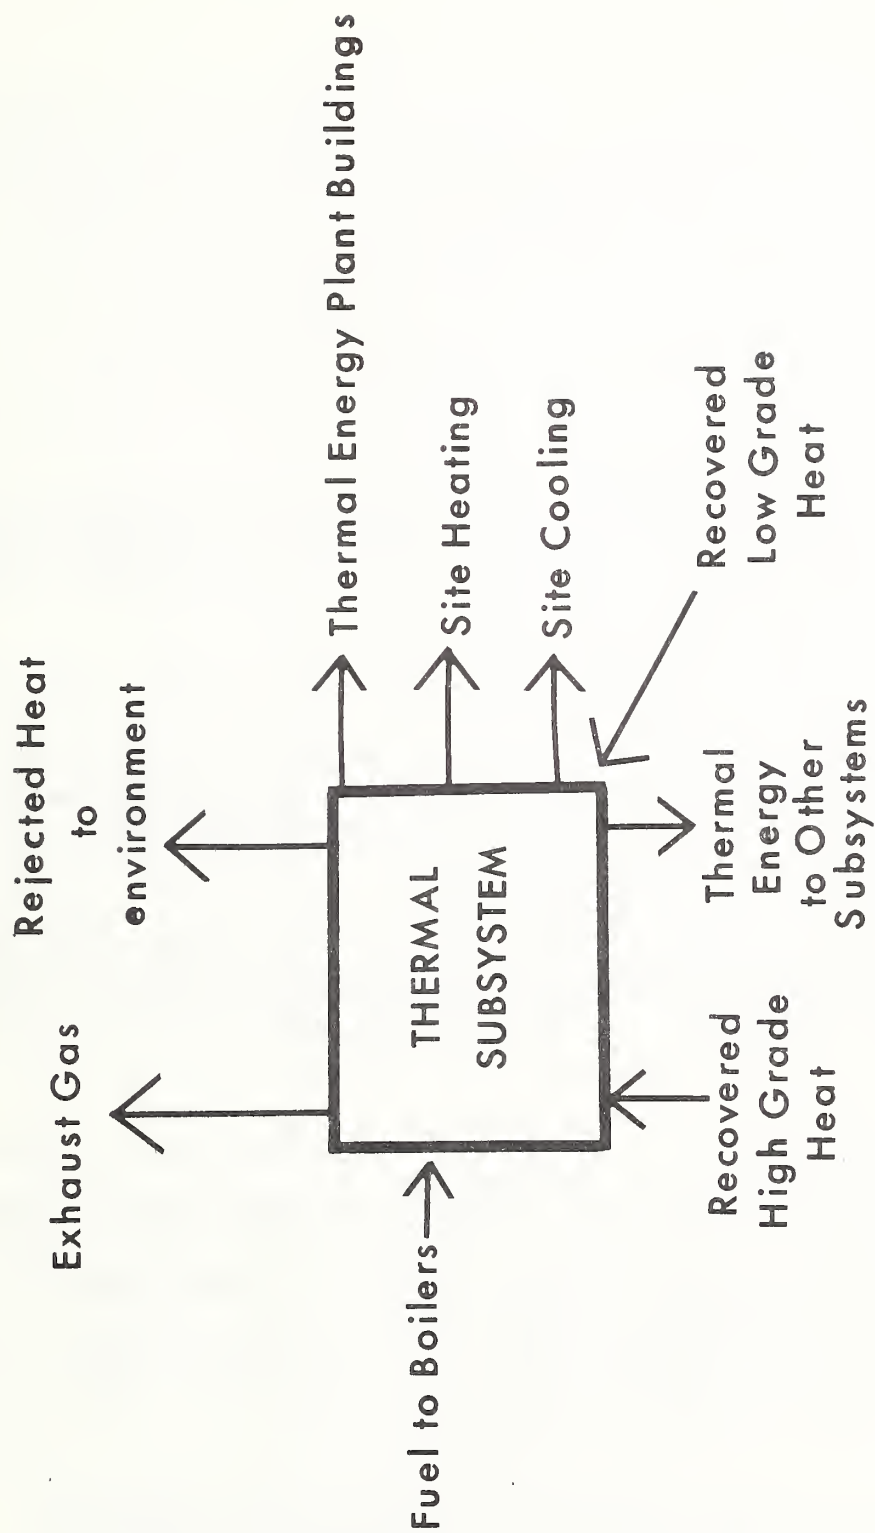 Exhaust Gas
Rejected Heat
to
environment
Fuel to Boilers
THERMAL
SUBSYSTEM
Thermal Energy Plant Buildings
Site Heating
Site Cooling
Recovered
High Grade
Heat
Thermal
Energy
to Other
Subsystems
Recovered
Low Grade
Heat